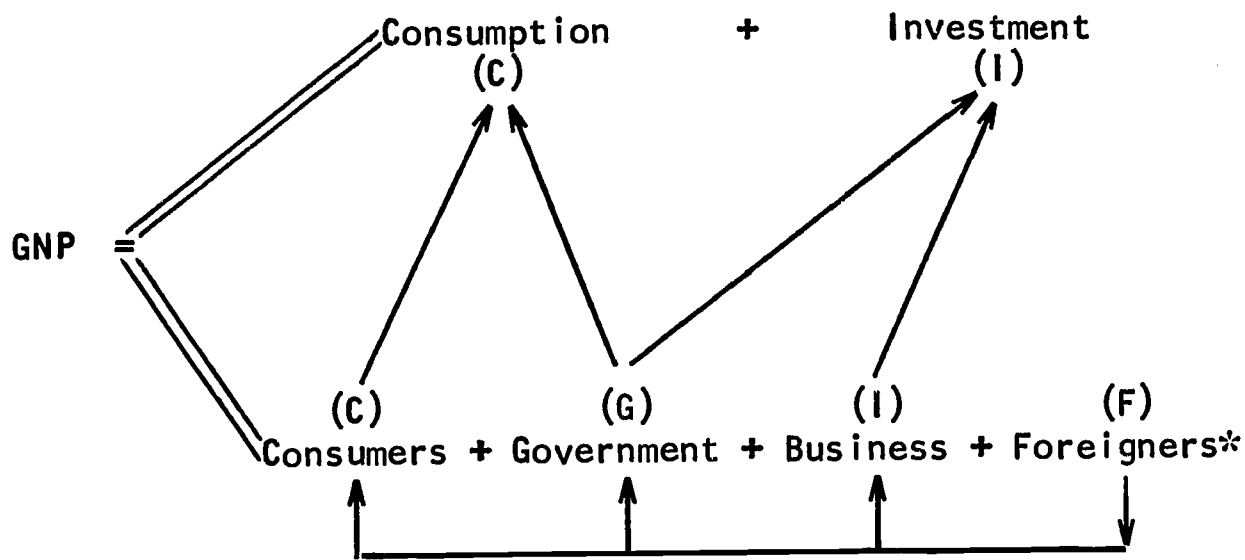 Consumption + Investment
(C) (I)
GNP =
(C) (G) (I) (F)
Consumers + Government + Business + Foreigners*